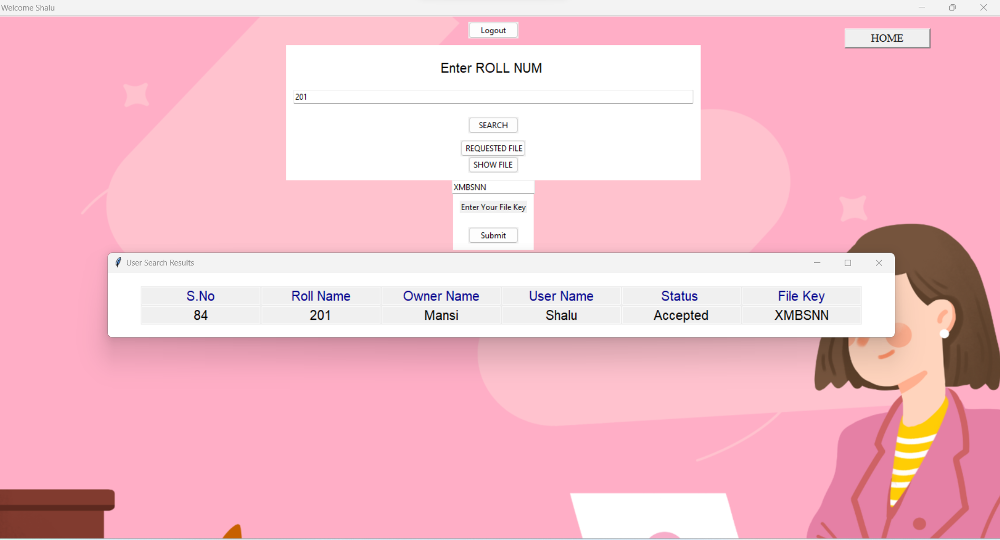 Welcome Shalu
Logout
HOME
Enter ROLL NUM
201
SEARCH
REQUESTED FILE
SHOW FILE
XMBSNN
Enter Your File Key
Submit
User Search Results
S.No Roll Name Owner Name User Name Status File Key
84 201 Mansi Shalu Accepted XMBSNN